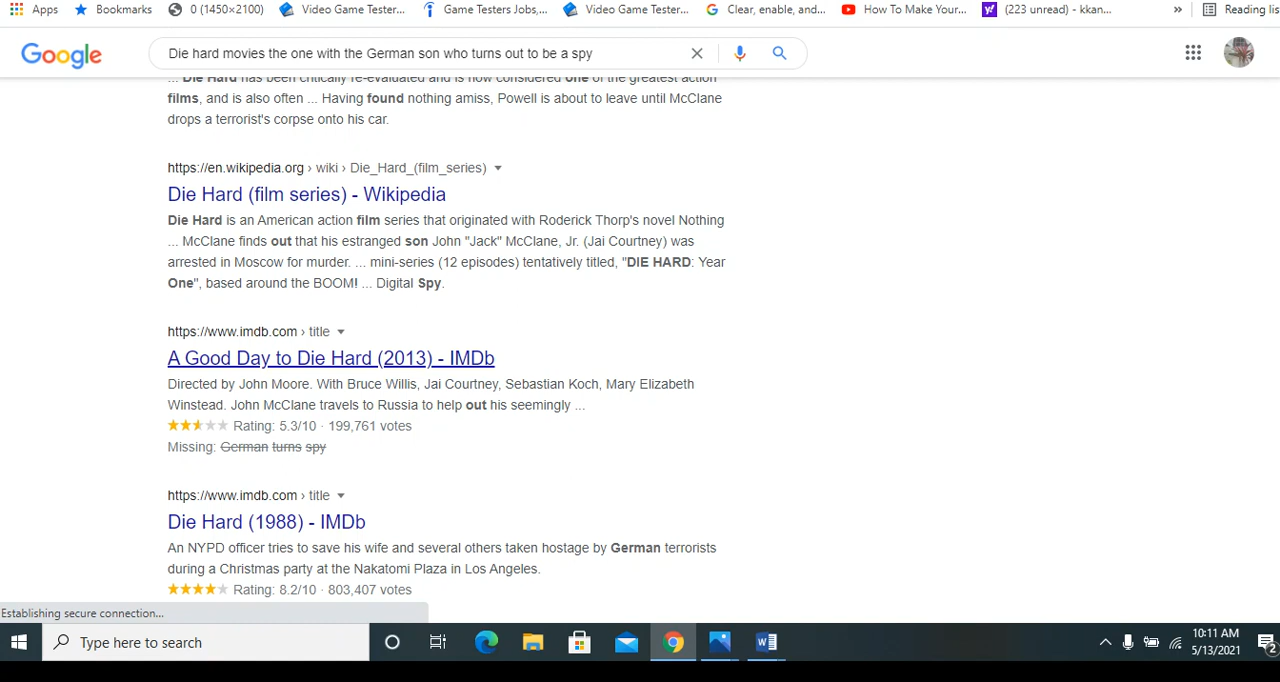 Apps Bookmarks 0 (1450×2100) Video Game Tester... Game Testers Jobs,... Video Game Tester... Clear, enable, and... How To Make Your... (223 unread) - kkan... » Reading lis
Google Die hard movies the one with the German son who turns out to be a spy
... Die Hard has been critically re-evaluated and is now considered one of the greatest action
films, and is also often ... Having found nothing amiss, Powell is about to leave until McClane
drops a terrorist's corpse onto his car.
https://en.wikipedia.org › wiki › Die_Hard_(film_series)
Die Hard (film series) - Wikipedia
Die Hard is an American action film series that originated with Roderick Thorp's novel Nothing
... McClane finds out that his estranged son John "Jack" McClane, Jr. (Jai Courtney) was
arrested in Moscow for murder. ... mini-series (12 episodes) tentatively titled, "DIE HARD: Year
One", based around the BOOM! ... Digital Spy.
https://www.imdb.com › title
A Good Day to Die Hard (2013) - IMDb
Directed by John Moore. With Bruce Willis, Jai Courtney, Sebastian Koch, Mary Elizabeth
Winstead. John McClane travels to Russia to help out his seemingly ...
Rating: 5.3/10 · 199,761 votes
Missing: German turns spy
https://www.imdb.com › title
Die Hard (1988) - IMDb
An NYPD officer tries to save his wife and several others taken hostage by German terrorists
during a Christmas party at the Nakatomi Plaza in Los Angeles.
Rating: 8.2/10 · 803,407 votes
Establishing secure connection...
Type here to search
10:11 AM
5/13/2021
2